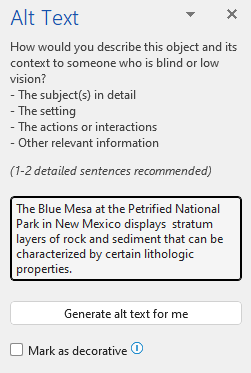 Alt Text
How would you describe this object and its
context to someone who is blind or low
vision?
- The subject(s) in detail
- The setting
- The actions or interactions
- Other relevant information
(1-2 detailed sentences recommended)
The Blue Mesa at the Petrified National
Park in New Mexico displays  stratum
layers of rock and sediment that can be
characterized by certain lithologic
properties.
Generate alt text for me
Mark as decorative